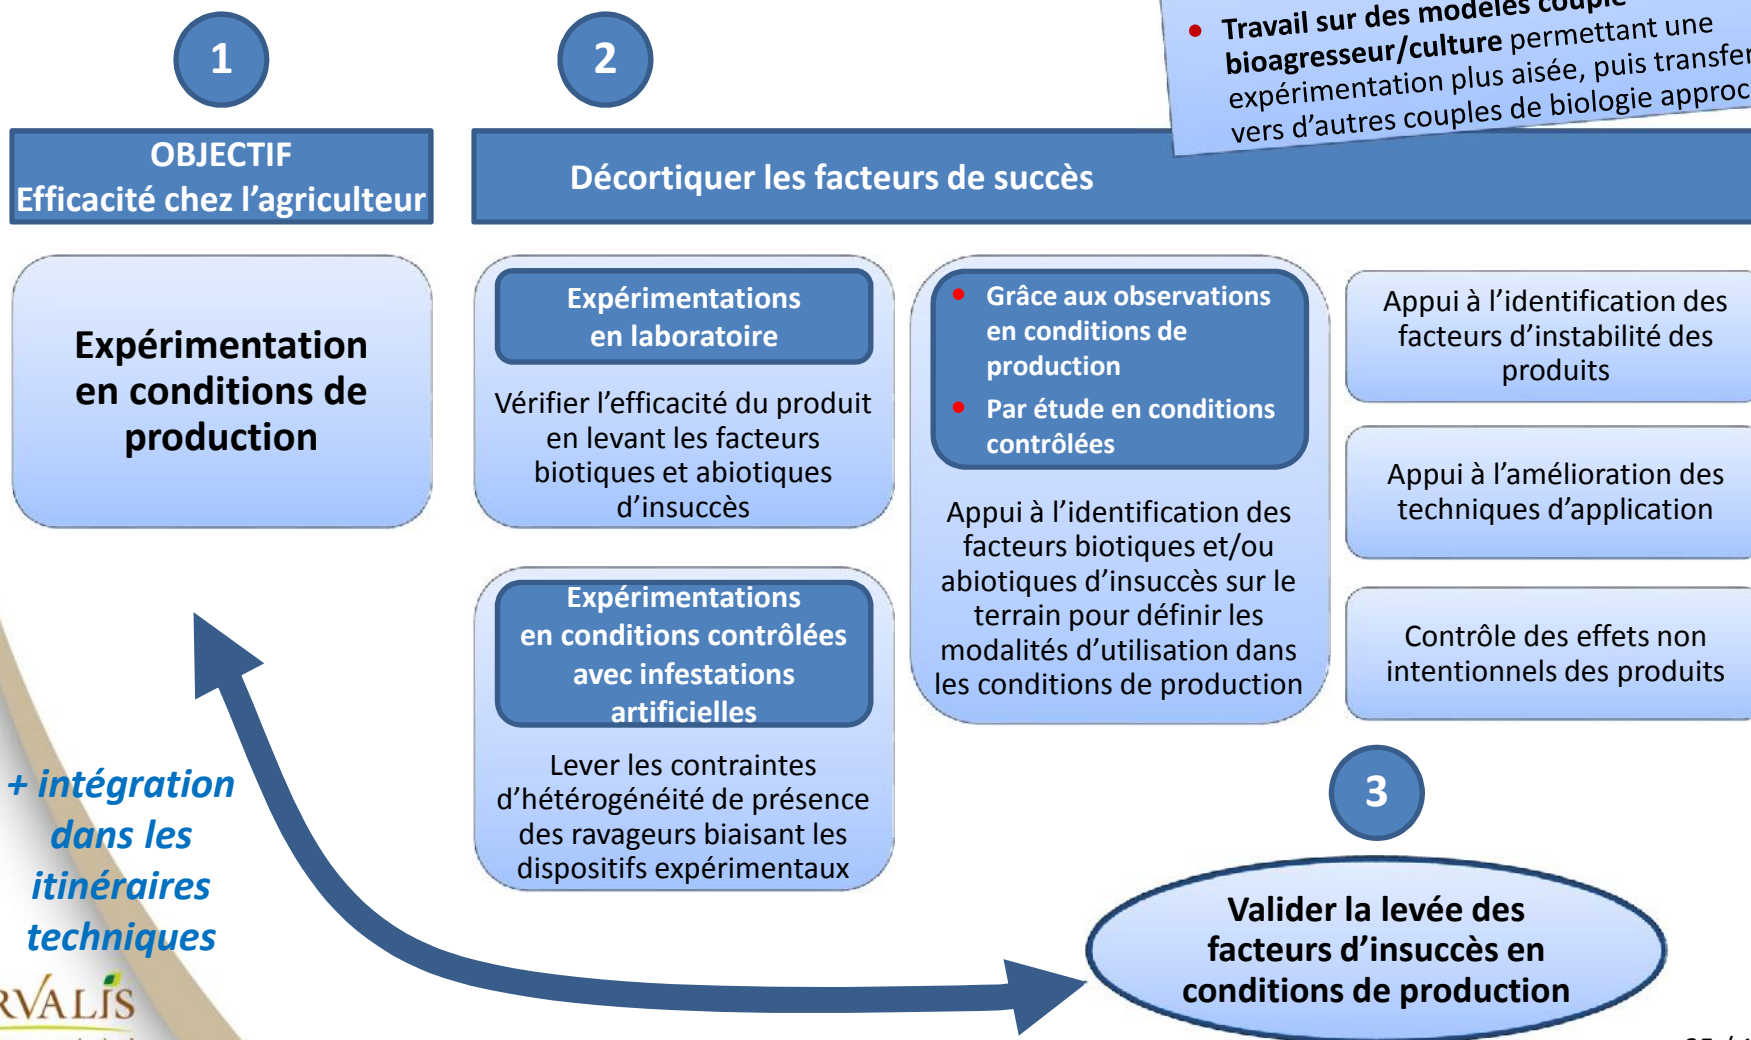 1
2
Travail sur des modèles couple
bioagresseur/culture permettant une
expérimentation plus aisée, puis
vers d'autres couples de biologie
OBJECTIF
Efficacité chez l'agriculteur
Décortiquer les facteurs de succès
Expérimentation
en conditions de
production
Expérimentations
en laboratoire
Vérifier l'efficacité du produit
en levant les facteurs
biotiques et abiotiques
d'insuccès
Expérimentations
en conditions contrôlées
avec infestations
artificielles
Lever les contraintes
d'hétérogénéité de présence
des ravageurs biaisant les
dispositifs expérimentaux
• Grâce aux observations
en conditions de
production
• Par étude en conditions
contrôlées
Appui à l'identification des
facteurs biotiques et/ou
abiotiques d'insuccès sur le
terrain pour définir les
modalités d'utilisation dans
les conditions de production
Appui à l'identification des
facteurs d'instabilité des
produits
Appui à l'amélioration des
techniques d'application
Contrôle des effets non
intentionnels des produits
3
Valider la levée des
facteurs d'insuccès en
conditions de production
+ intégration
dans les
itinéraires
techniques
RVALIS